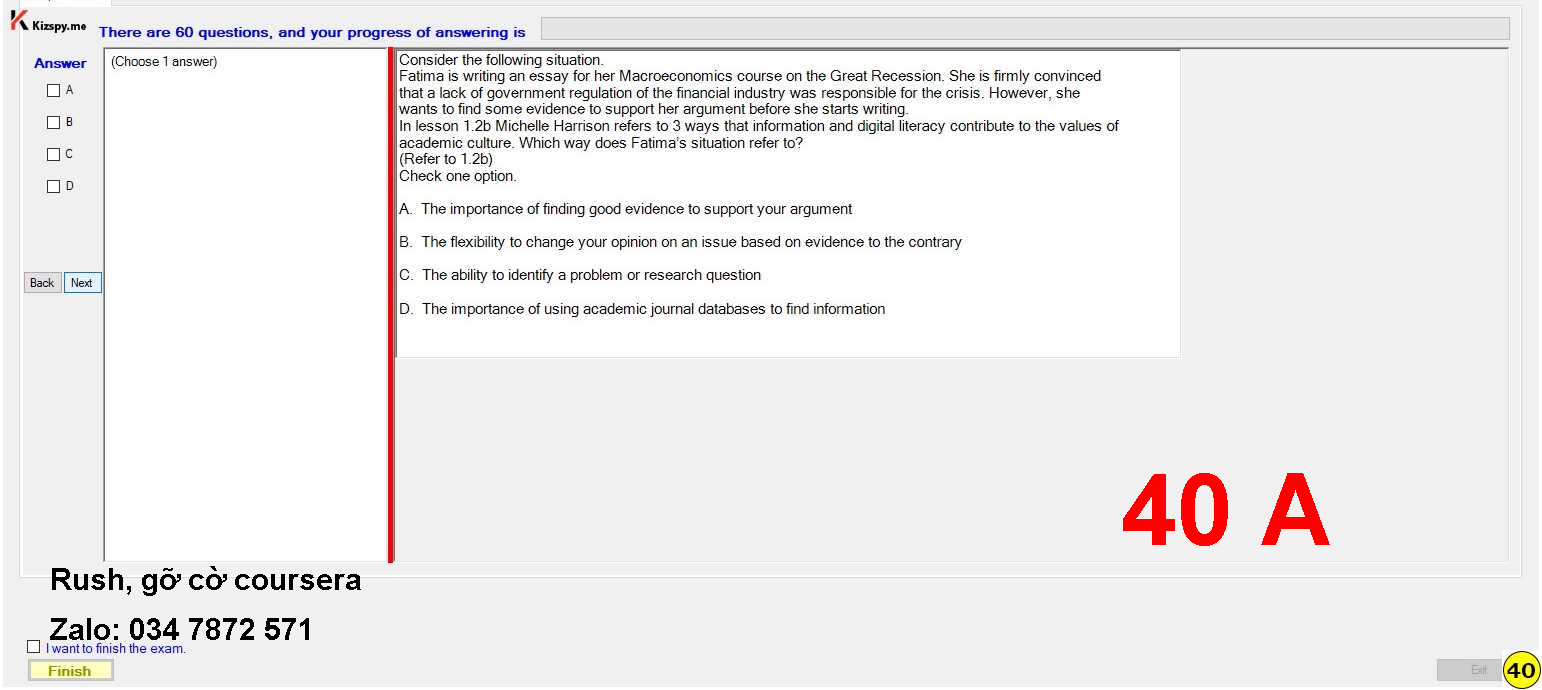 Kizspy.me
There are 60 questions, and your progress of answering is
Answer
A
B
C
D
Back
Next
(Choose 1 answer)
Consider the following situation.
Fatima is writing an essay for her Macroeconomics course on the Great Recession. She is firmly convinced
that a lack of government regulation of the financial industry was responsible for the crisis. However, she
wants to find some evidence to support her argument before she starts writing.
In lesson 1.2b Michelle Harrison refers to 3 ways that information and digital literacy contribute to the values of
academic culture. Which way does Fatima's situation refer to?
(Refer to 1.2b)
Check one option.
A. The importance of finding good evidence to support your argument
B. The flexibility to change your opinion on an issue based on evidence to the contrary
C. The ability to identify a problem or research question
D. The importance of using academic journal databases to find information
40 A
Rush, gỡ cờ coursera
Zalo: 034 7872 571
I want to finish the exam.
Finish
Exit
40